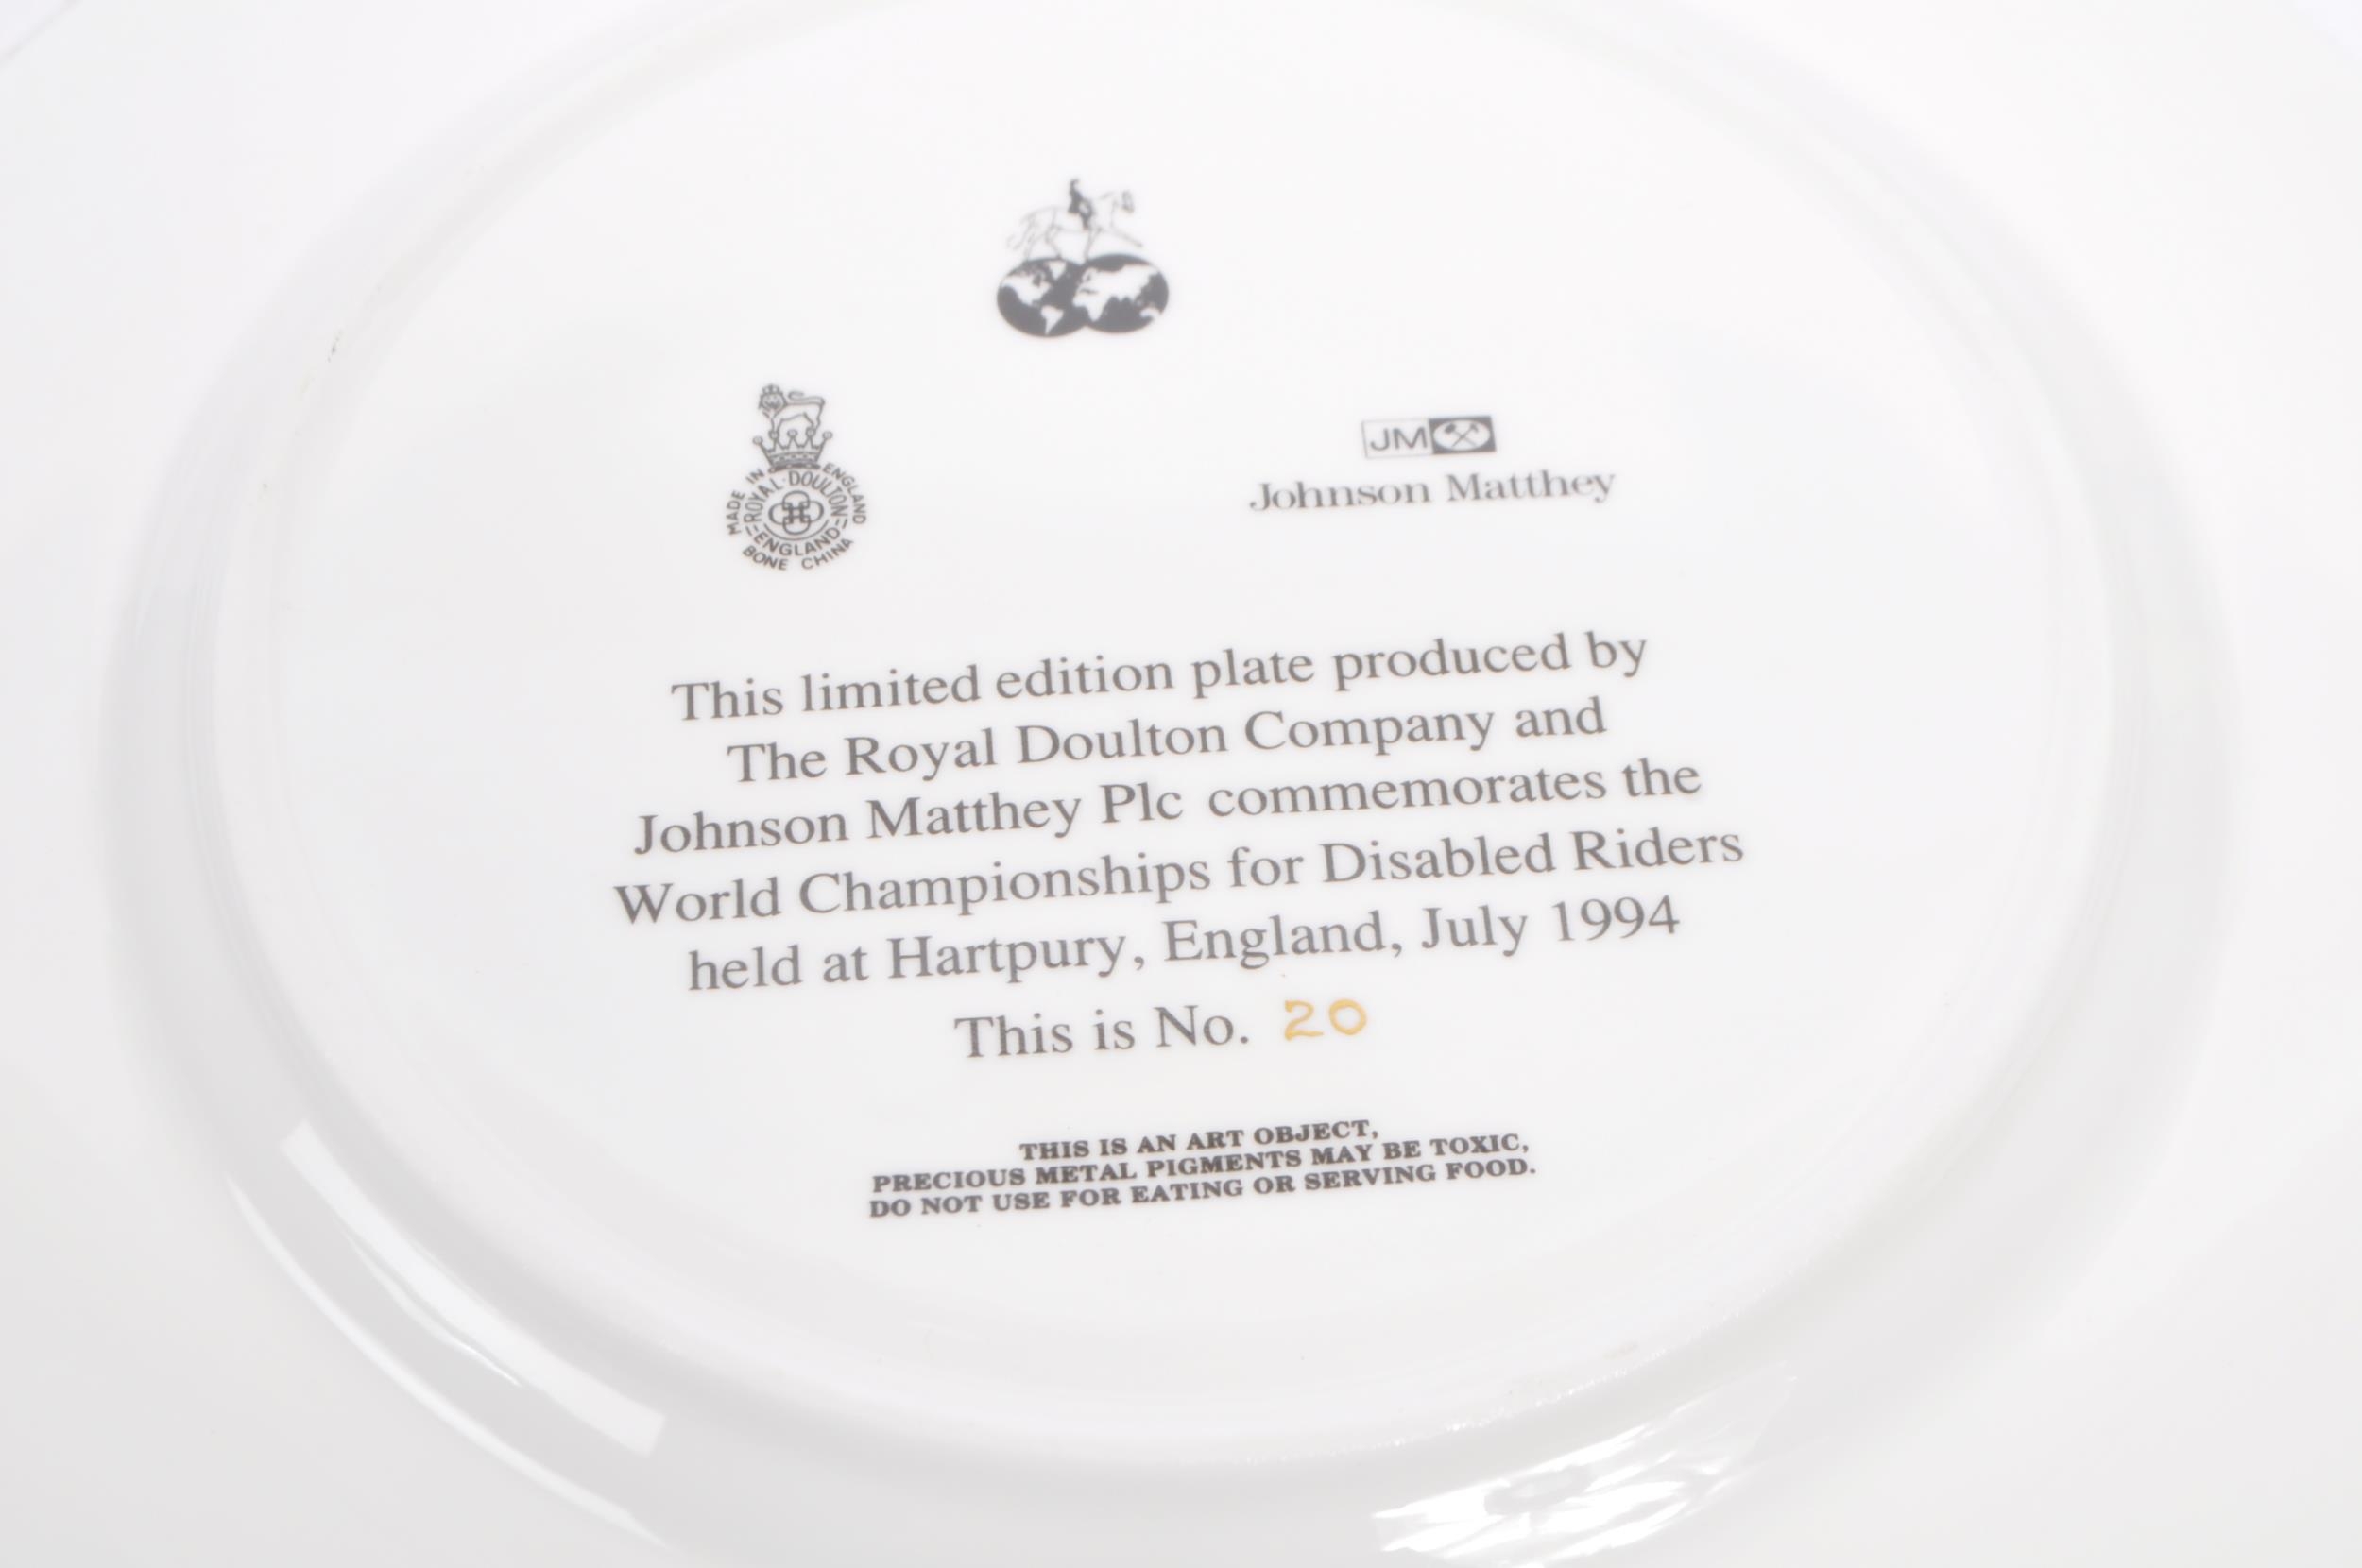 MADE IN ENGLAND
ROYAL·DOULTON
ENGLAND
BONE CHINA
JM
Johnson Matthey
This limited edition plate produced by
The Royal Doulton Company and
Johnson Matthey Plc commemorates the
World Championships for Disabled Riders
held at Hartpury, England, July 1994
This is No. 20
THIS IS AN ART OBJECT,
PRECIOUS METAL PIGMENTS MAY BE TOXIC,
DO NOT USE FOR EATING OR SERVING FOOD.